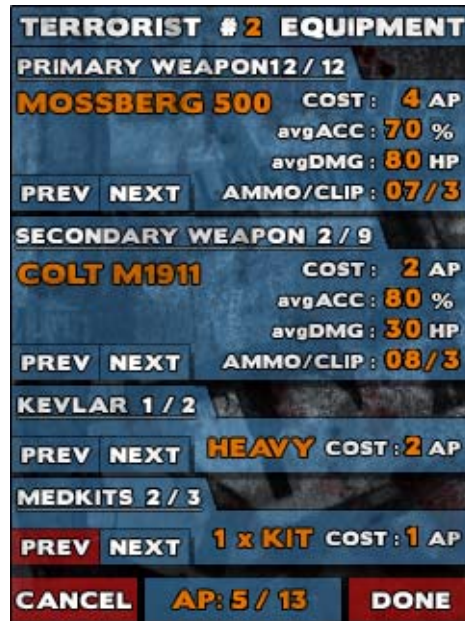 TERRORIST # 2 EQUIPMENT
PRIMARY WEAPON12 / 12
MOSSBERG 500 COST : 4 AP
avgACC : 70 %
avgDMG : 80 HP
PREV NEXT AMMO/CLIP : 07/3
SECONDARY WEAPON 2 / 9
COLT M1911 COST : 2 AP
avgACC : 80 %
avgDMG : 30 HP
PREV NEXT AMMO/CLIP : 08/3
KEVLAR 1 / 2
PREV NEXT HEAVY COST : 2 AP
MEDKITS 2 / 3
PREV NEXT 1 x KIT COST : 1 AP
CANCEL AP: 5 / 13 DONE